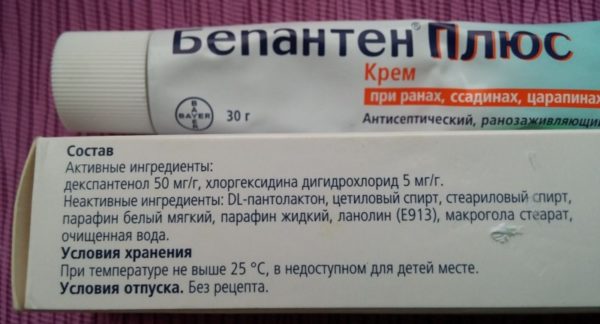 Бепантен® Плюс
Крем
при ранах, ссадинах, царапинах
BAYER
BAYER
30 г
Антисептический, ранозаживляющий
Состав
Активные ингредиенты:
декспантенол 50 мг/г, хлоргексидина дигидрохлорид 5 мг/г.
Неактивные ингредиенты: DL-пантолактон, цетиловый спирт, стеариловый спирт,
парафин белый мягкий, парафин жидкий, ланолин (E913), макрогола стеарат,
очищенная вода.
Условия хранения
При температуре не выше 25 °C, в недоступном для детей месте.
Условия отпуска. Без рецепта.